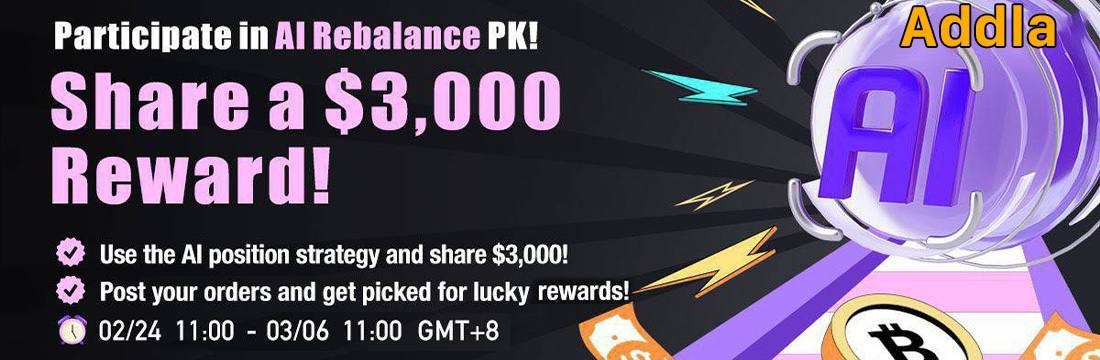 Addla
Participate in AI Rebalance PK!
Share a $3,000
Reward!
AI
Use the AI position strategy and share $3,000!
Post your orders and get picked for lucky rewards!
02/24 11:00 - 03/06 11:00 GMT+8